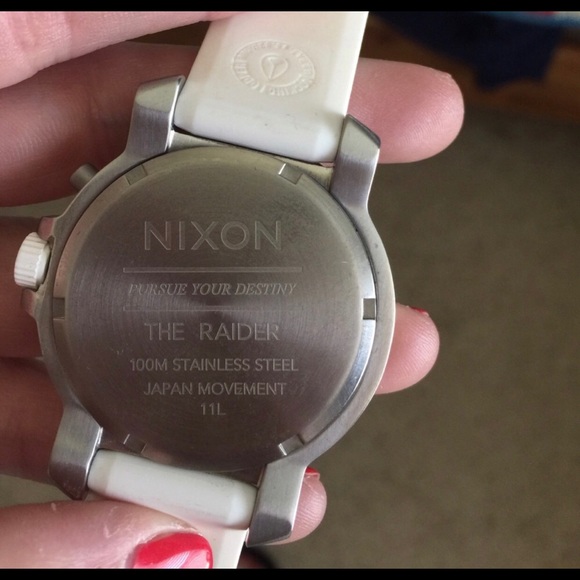 NIXON
PURSUE YOUR DESTINY
THE RAIDER
100M STAINLESS STEEL
JAPAN MOVEMENT
11L